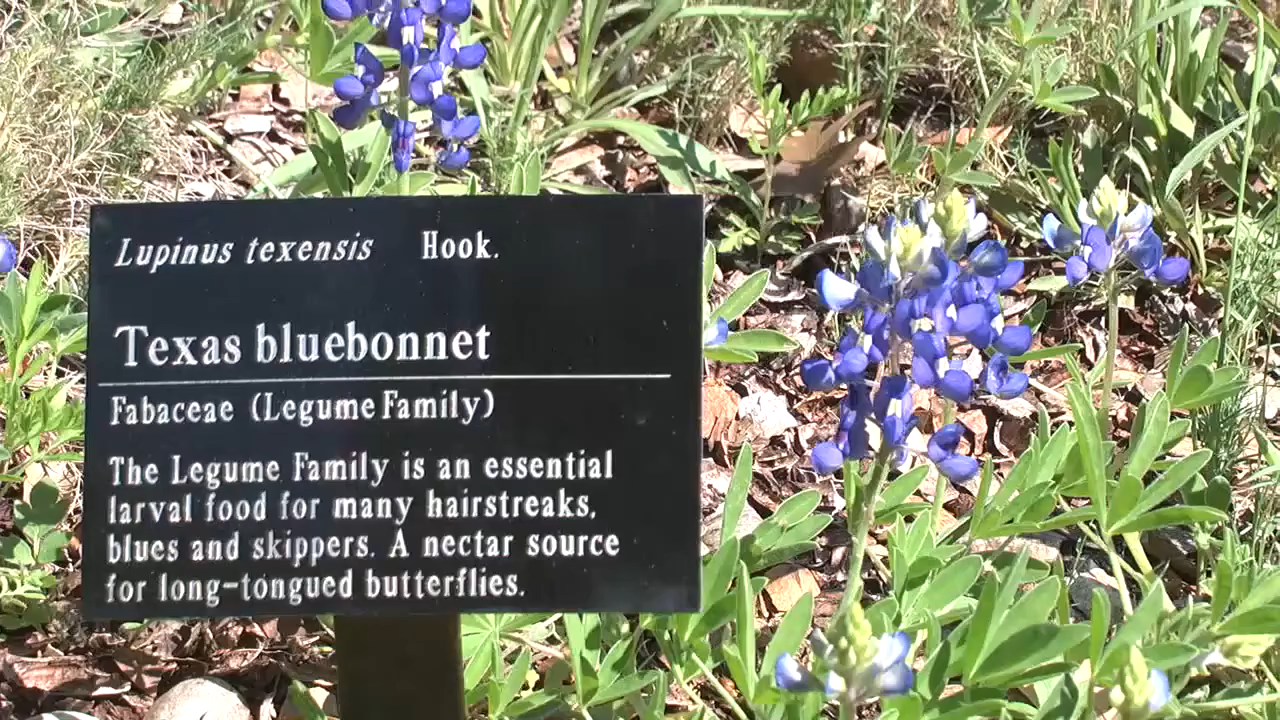 Lupinus texensis Hook.
Texas bluebonnet
Fabaceae (Legume Family)
The Legume Family is an essential
larval food for many hairstreaks,
blues and skippers. A nectar source
for long-tongued butterflies.